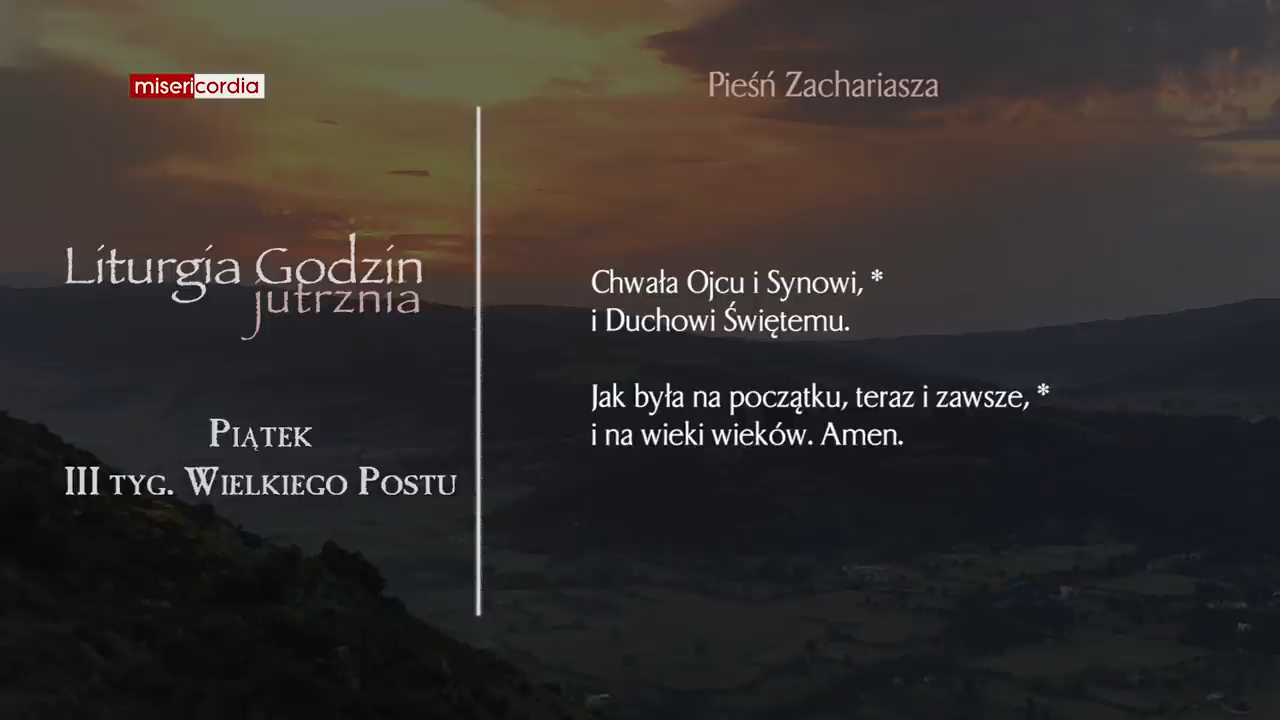 misericordia
Pieśń Zachariasza
Liturgia Godzin
jutrznia
Piątek
III tyg. Wielkiego Postu
Chwała Ojcu i Synowi, *
i Duchowi Świętemu.
Jak była na początku, teraz i zawsze, *
i na wieki wieków. Amen.